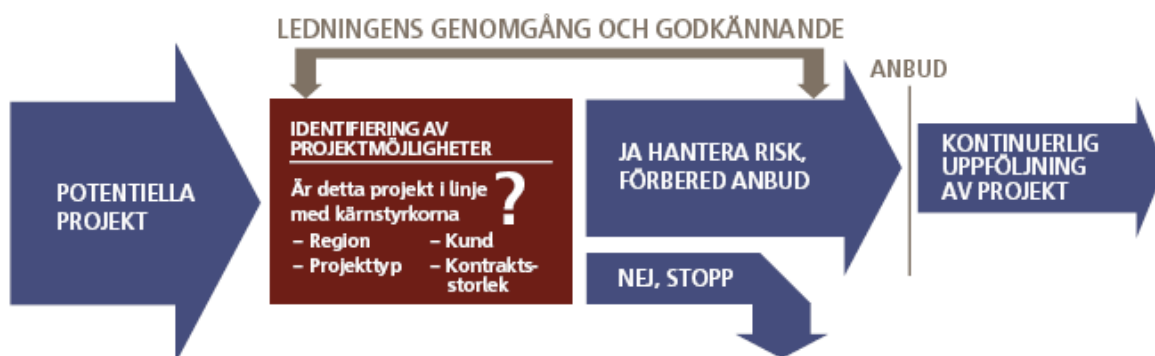 LEDNINGENS GENOMGÅNG OCH GODKÄNNANDE
ANBUD
POTENTIELLA
PROJEKT
IDENTIFIERING AV
PROJEKTMÖJLIGHETER
Är detta projekt i linje
med kärnstyrkorna
?
– Region
– Kund
– Projekttyp
– Kontrakts-
storlek
JA HANTERA RISK,
FÖRBERED ANBUD
NEJ, STOPP
KONTINUERLIG
UPPFÖLJNING
AV PROJEKT